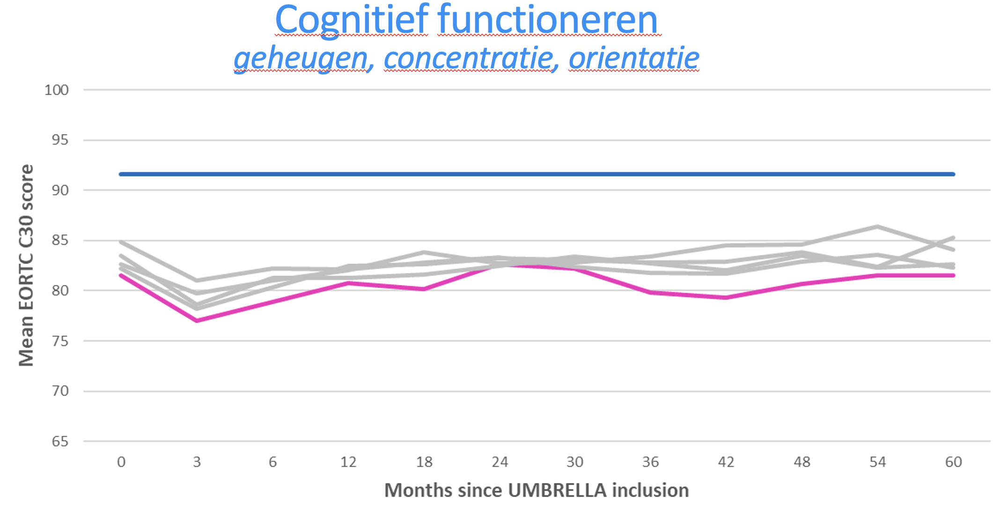 Cognitief functioneren
geheugen, concentratie, orientatie
100
95
90
85
80
75
70
65
Mean EORTC C30 score
0 3 6 12 18 24 30 36 42 48 54 60
Months since UMBRELLA inclusion